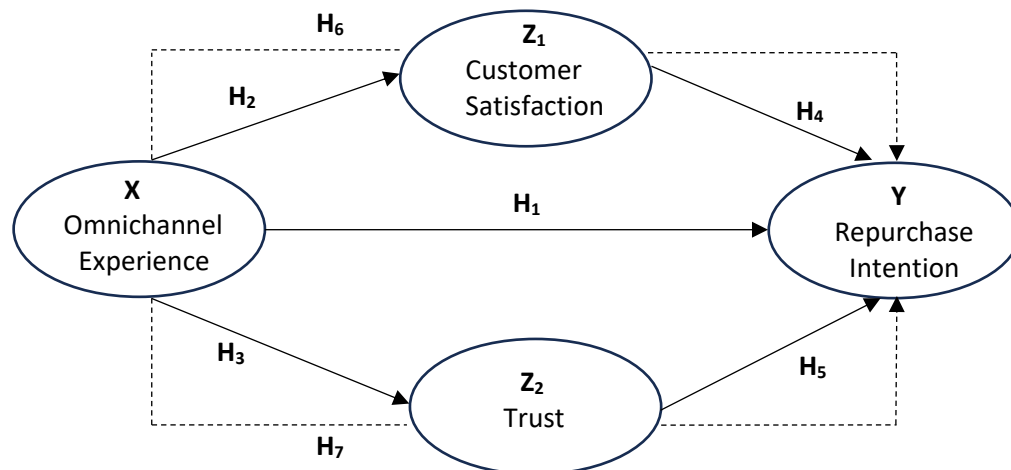 H₆
Z₁
Customer
Satisfaction
H₂
H₄
X
Omnichannel
Experience
H₁
Y
Repurchase
Intention
H₃
Z₂
Trust
H₅
H₇